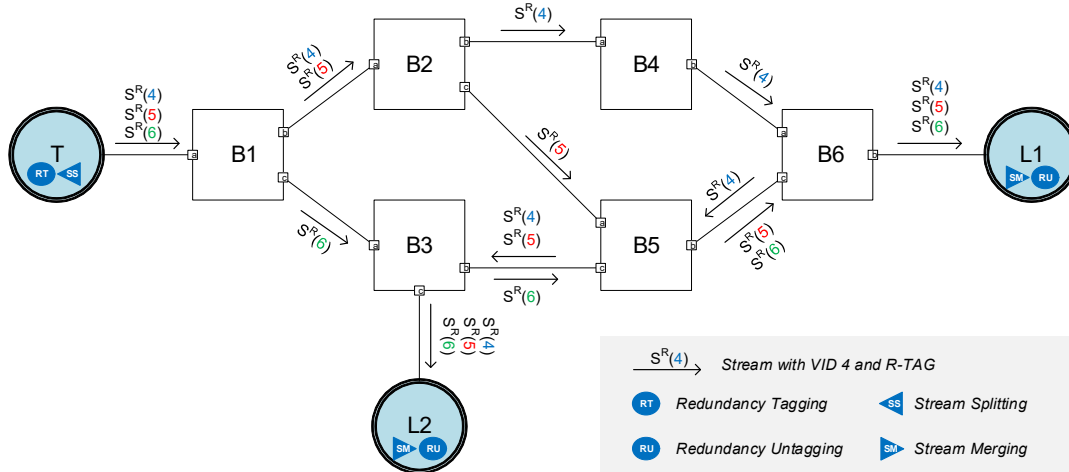 S^R(4)
S^R(4)
S^R(5)
B2
a
b
c
B4
a
b
S^R(4)
S^R(4)
S^R(5)
S^R(6)
T
RT
SS
B1
a
b
c
S^R(5)
B6
a
b
c
S^R(4)
S^R(5)
S^R(6)
L1
SM
RU
S^R(6)
B3
a
b
c
S^R(4)
S^R(5)
S^R(6)
B5
a
a
c
S^R(4)
S^R(5)
S^R(6)
S^R(4)
S^R(5)
S^R(6)
L2
SM
RU
S^R(4)
Stream with VID 4 and R-TAG
RT
Redundancy Tagging
SS
Stream Splitting
RU
Redundancy Untagging
SM
Stream Merging